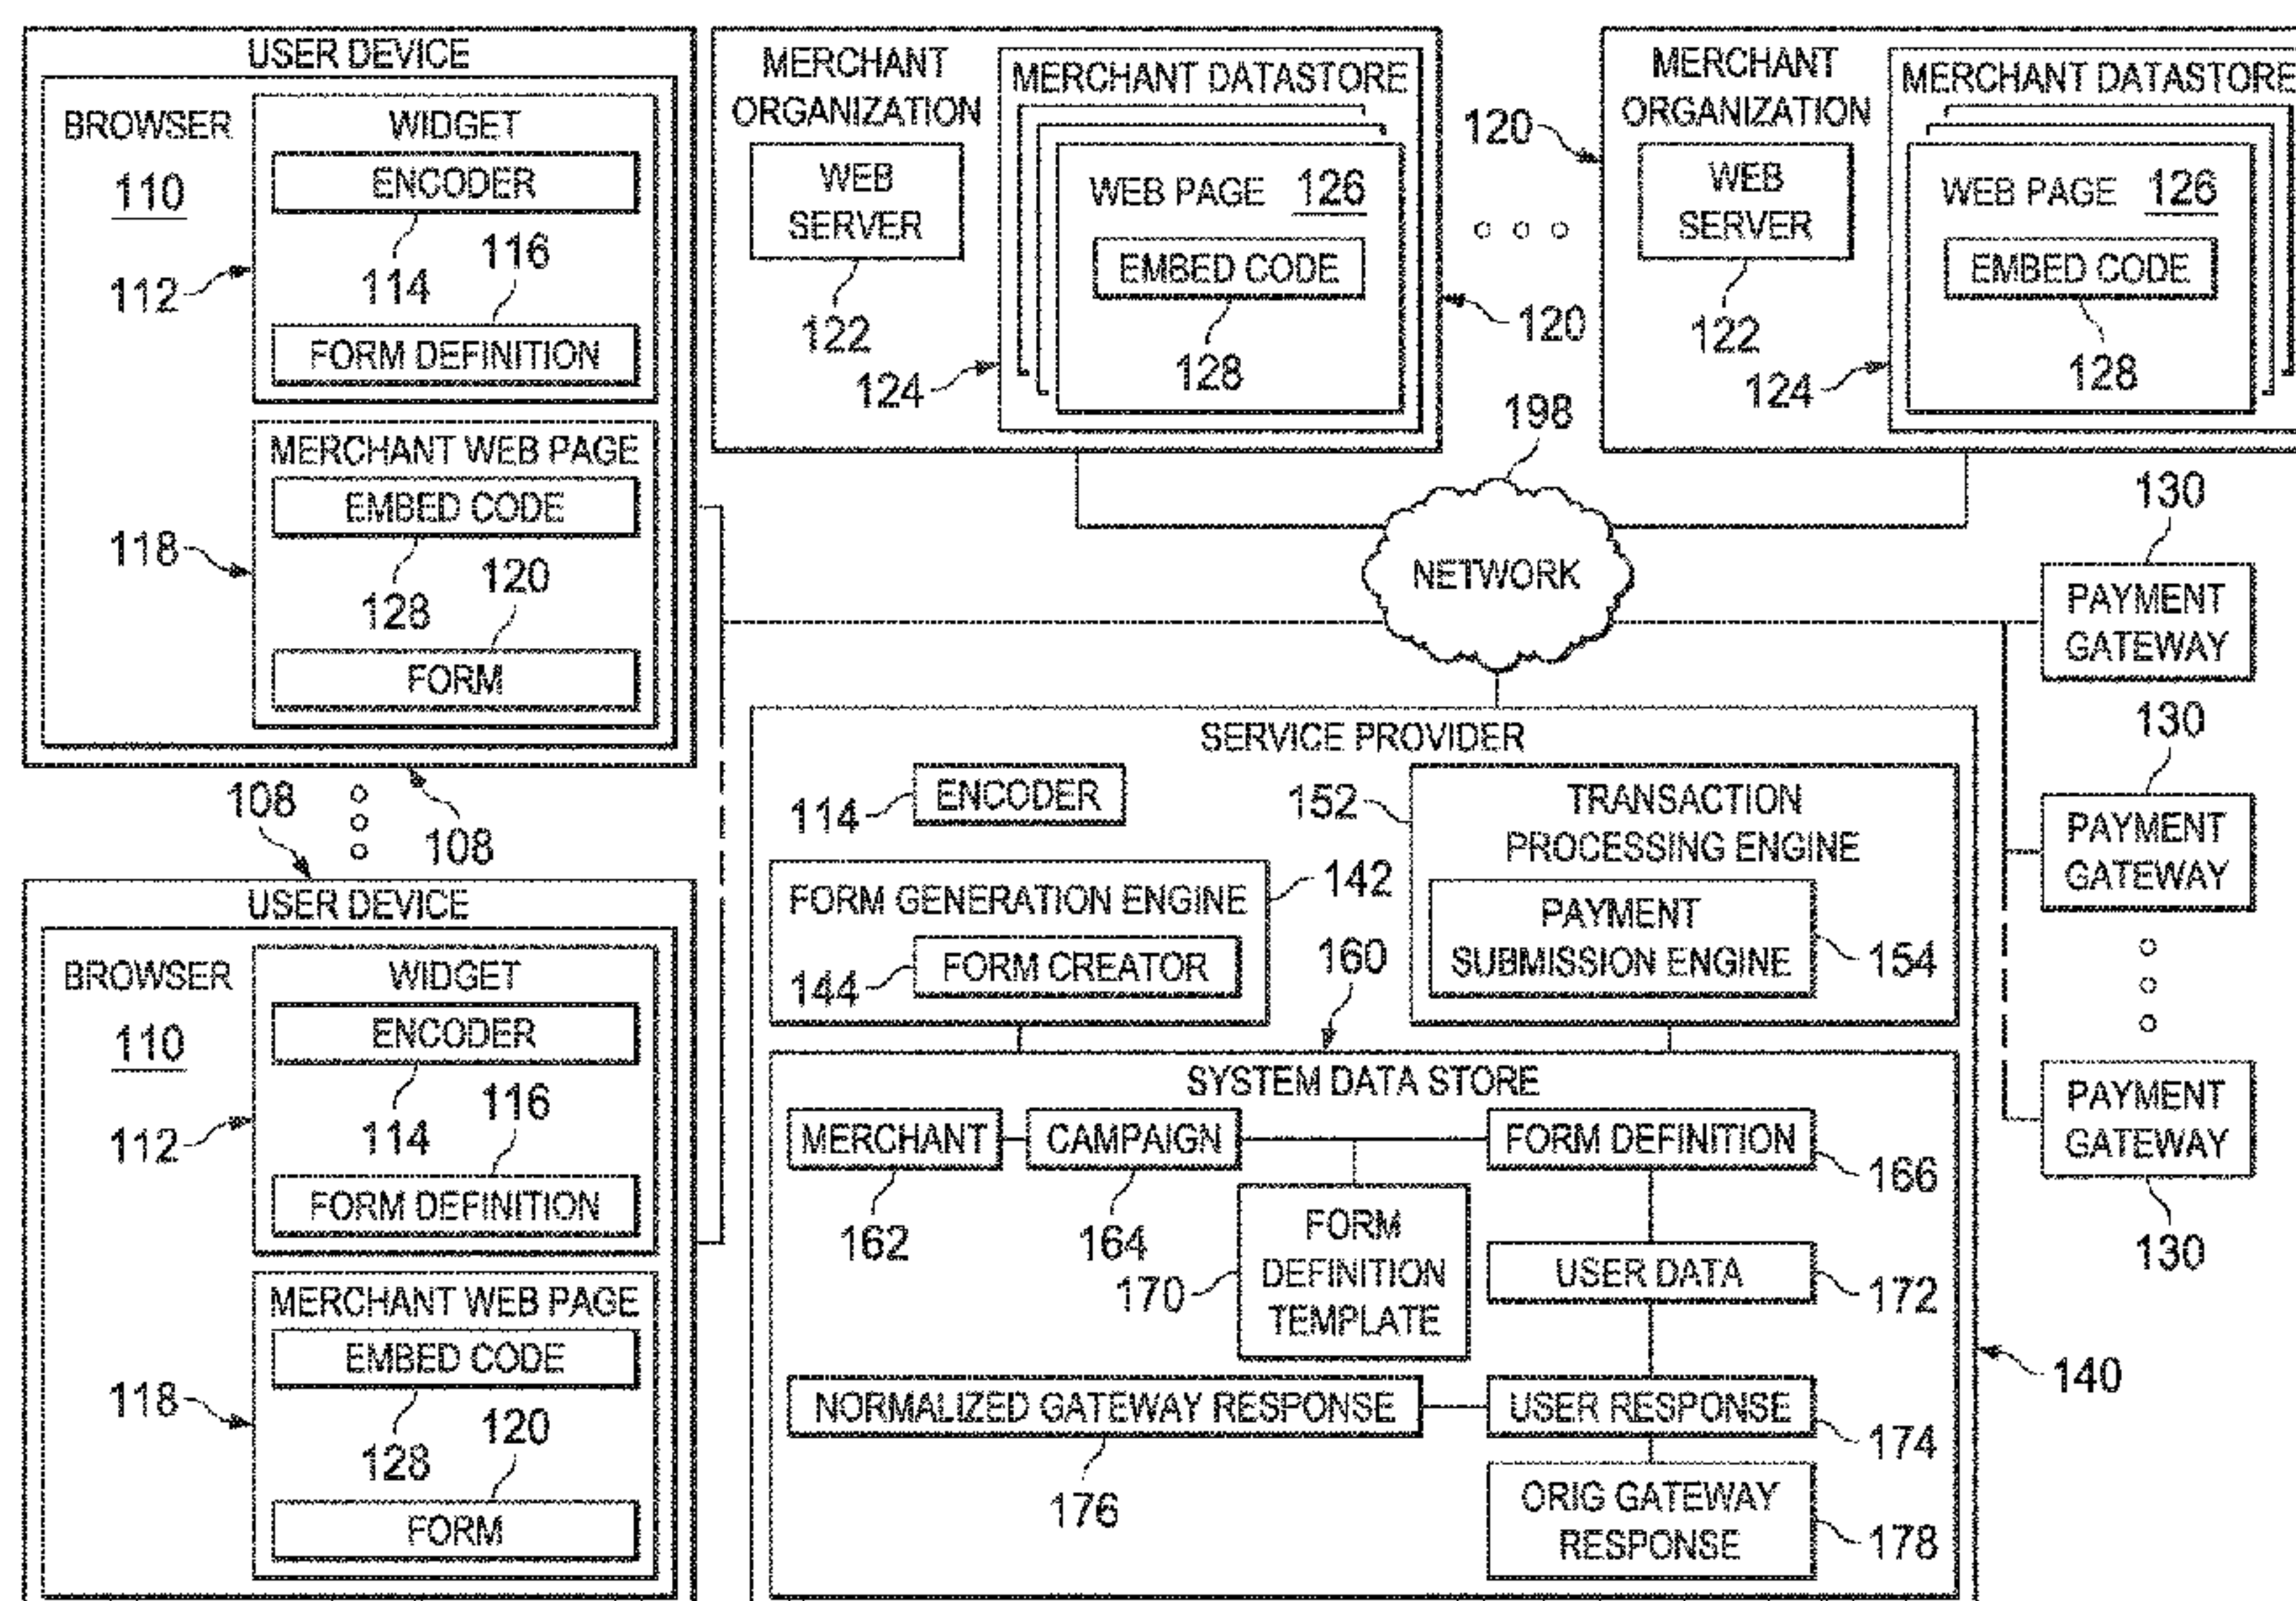 USER DEVICE
BROWSER
110
WIDGET
ENCODER
114
116
112
FORM DEFINITION
MERCHANT WEB PAGE
EMBED CODE
118
128
120
FORM
108
108
USER DEVICE
BROWSER
110
WIDGET
ENCODER
114
116
112
FORM DEFINITION
MERCHANT WEB PAGE
EMBED CODE
118
128
120
FORM
MERCHANT
ORGANIZATION
WEB
SERVER
122
MERCHANT DATASTORE
WEB PAGE 126
EMBED CODE
128
124
120
120
MERCHANT
ORGANIZATION
WEB
SERVER
122
MERCHANT DATASTORE
WEB PAGE 126
EMBED CODE
128
124
198
NETWORK
130
PAYMENT
GATEWAY
130
PAYMENT
GATEWAY
PAYMENT
GATEWAY
130
SERVICE PROVIDER
114
ENCODER
152
TRANSACTION
PROCESSING ENGINE
PAYMENT
SUBMISSION ENGINE
154
FORM GENERATION ENGINE
142
144
FORM CREATOR
160
SYSTEM DATA STORE
MERCHANT
162
CAMPAIGN
164
FORM DEFINITION
166
170
FORM
DEFINITION
TEMPLATE
USER DATA
172
140
NORMALIZED GATEWAY RESPONSE
176
USER RESPONSE
174
ORIG GATEWAY
RESPONSE
178